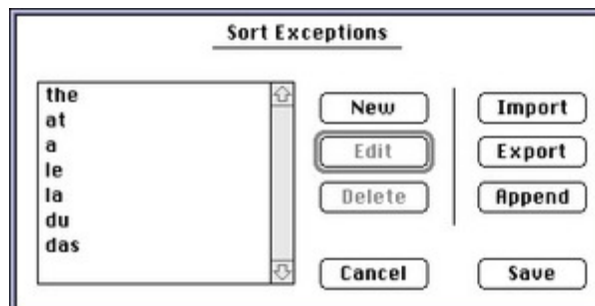 Sort Exceptions
the
at
a
le
la
du
das
New
Edit
Delete
Cancel
Import
Export
Append
Save